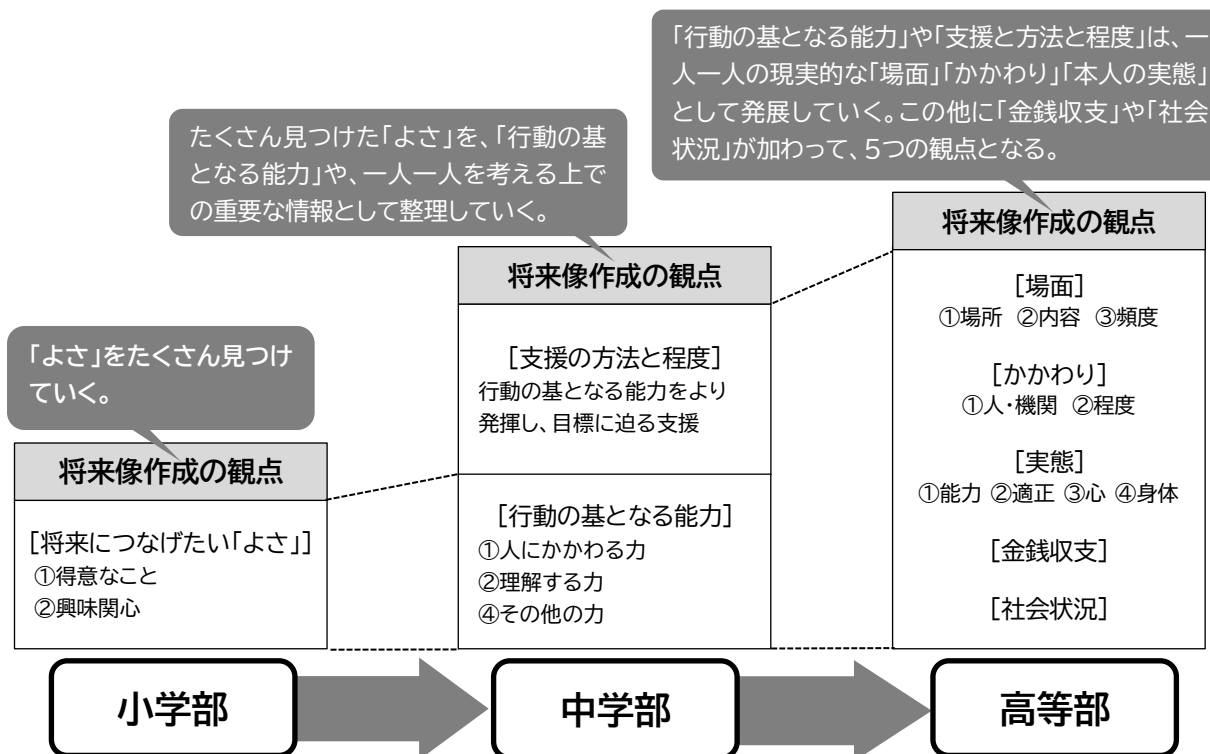 「行動の基となる能力」や「支援と方法と程度」は、一
人一人の現実的な「場面」「かかわり」「本人の実態」
として発展していく。この他に「金銭収支」や「社会
状況」が加わって、5つの観点となる。
たくさん見つけた「よさ」を、「行動の基
となる能力」や、一人一人を考える上で
の重要な情報として整理していく。
「よさ」をたくさん見つけ
ていく。
将来像作成の観点
[将来につなげたい「よさ」]
①得意なこと
②興味関心
将来像作成の観点
[支援の方法と程度]
行動の基となる能力をより
発揮し、目標に迫る支援
[行動の基となる能力]
①人にかかわる力
②理解する力
④その他の力
将来像作成の観点
[場面]
①場所 ②内容 ③頻度
[かかわり]
①人・機関 ②程度
[実態]
①能力 ②適正 ③心 ④身体
[金銭収支]
[社会状況]
小学部
中学部
高等部